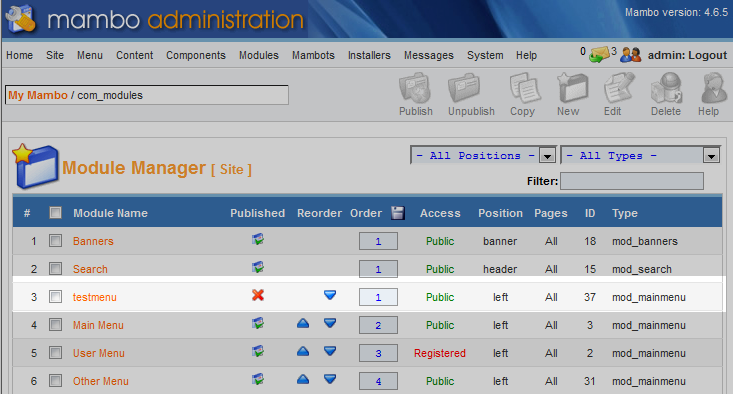 mambo administration
Mambo version: 4.6.5
Home Site Menu Content Components Modules Mambots Installers Messages System Help 0 3 admin: Logout
My Mambo / com_modules
Publish Unpublish Copy New Edit Delete Help
Module Manager [ Site ]
- All Positions - - All Types -
Filter:
# Module Name Published Reorder Order Access Position Pages ID Type
1 Banners 1 Public banner All 18 mod_banners
2 Search 1 Public header All 15 mod_search
3 testmenu 1 Public left All 37 mod_mainmenu
4 Main Menu 2 Public left All 3 mod_mainmenu
5 User Menu 3 Registered left All 2 mod_mainmenu
6 Other Menu 4 Public left All 31 mod_mainmenu